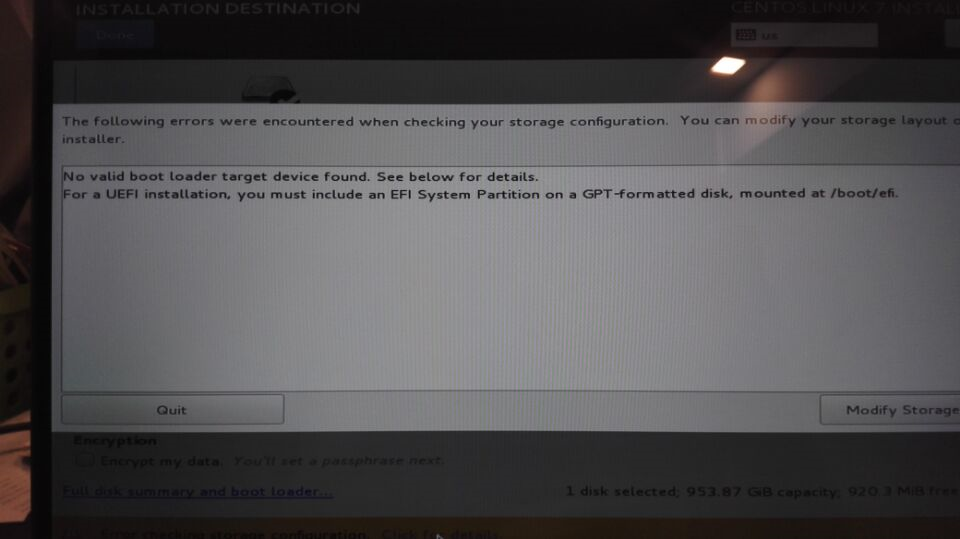 INSTALLATION DESTINATION
CENTOS LINUX 7 INSTAL
Done
us
The following errors were encountered when checking your storage configuration. You can modify your storage layout o
installer.
No valid boot loader target device found. See below for details.
For a UEFI installation, you must include an EFI System Partition on a GPT-formatted disk, mounted at /boot/efi.
Quit
Modify Storage
Encryption
Encrypt my data. You'll set a passphrase next.
Full disk summary and boot loader...
1 disk selected; 953.87 GiB capacity; 920.3 MiB free
Error checking storage configuration. Click for details.